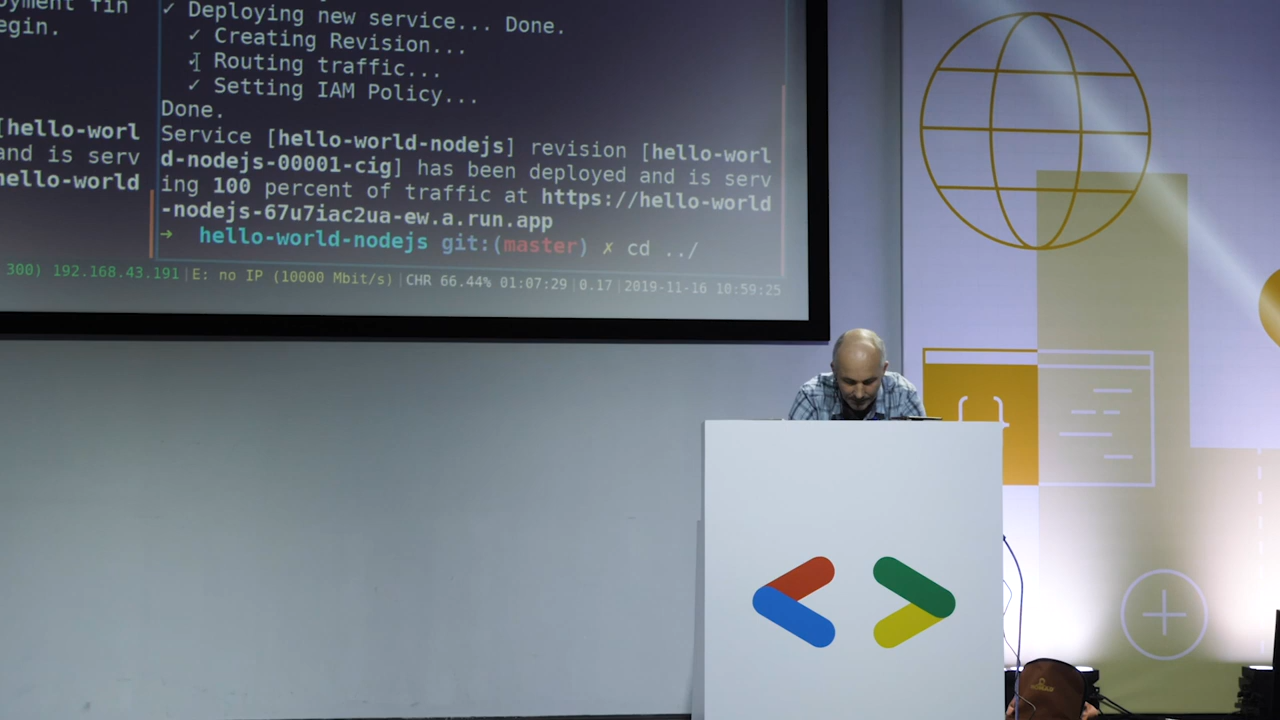 oyment fin
egin.
[hello-worl
and is serv
hello-world
✓ Deploying new service... Done.
✓ Creating Revision...
Routing traffic...
✓ Setting IAM Policy...
Done.
Service [hello-world-nodejs] revision [hello-worl
d-nodejs-00001-cig] has been deployed and is serv
ing 100 percent of traffic at https://hello-world
-nodejs-67u7iac2ua-ew.a.run.app
➜ hello-world-nodejs git:(master) ✗ cd ../
300) 192.168.43.191|E: no IP (10000 Mbit/s)|CHR 66.44% 01:07:29|0.17|2019-11-16 10:59:25
{ }